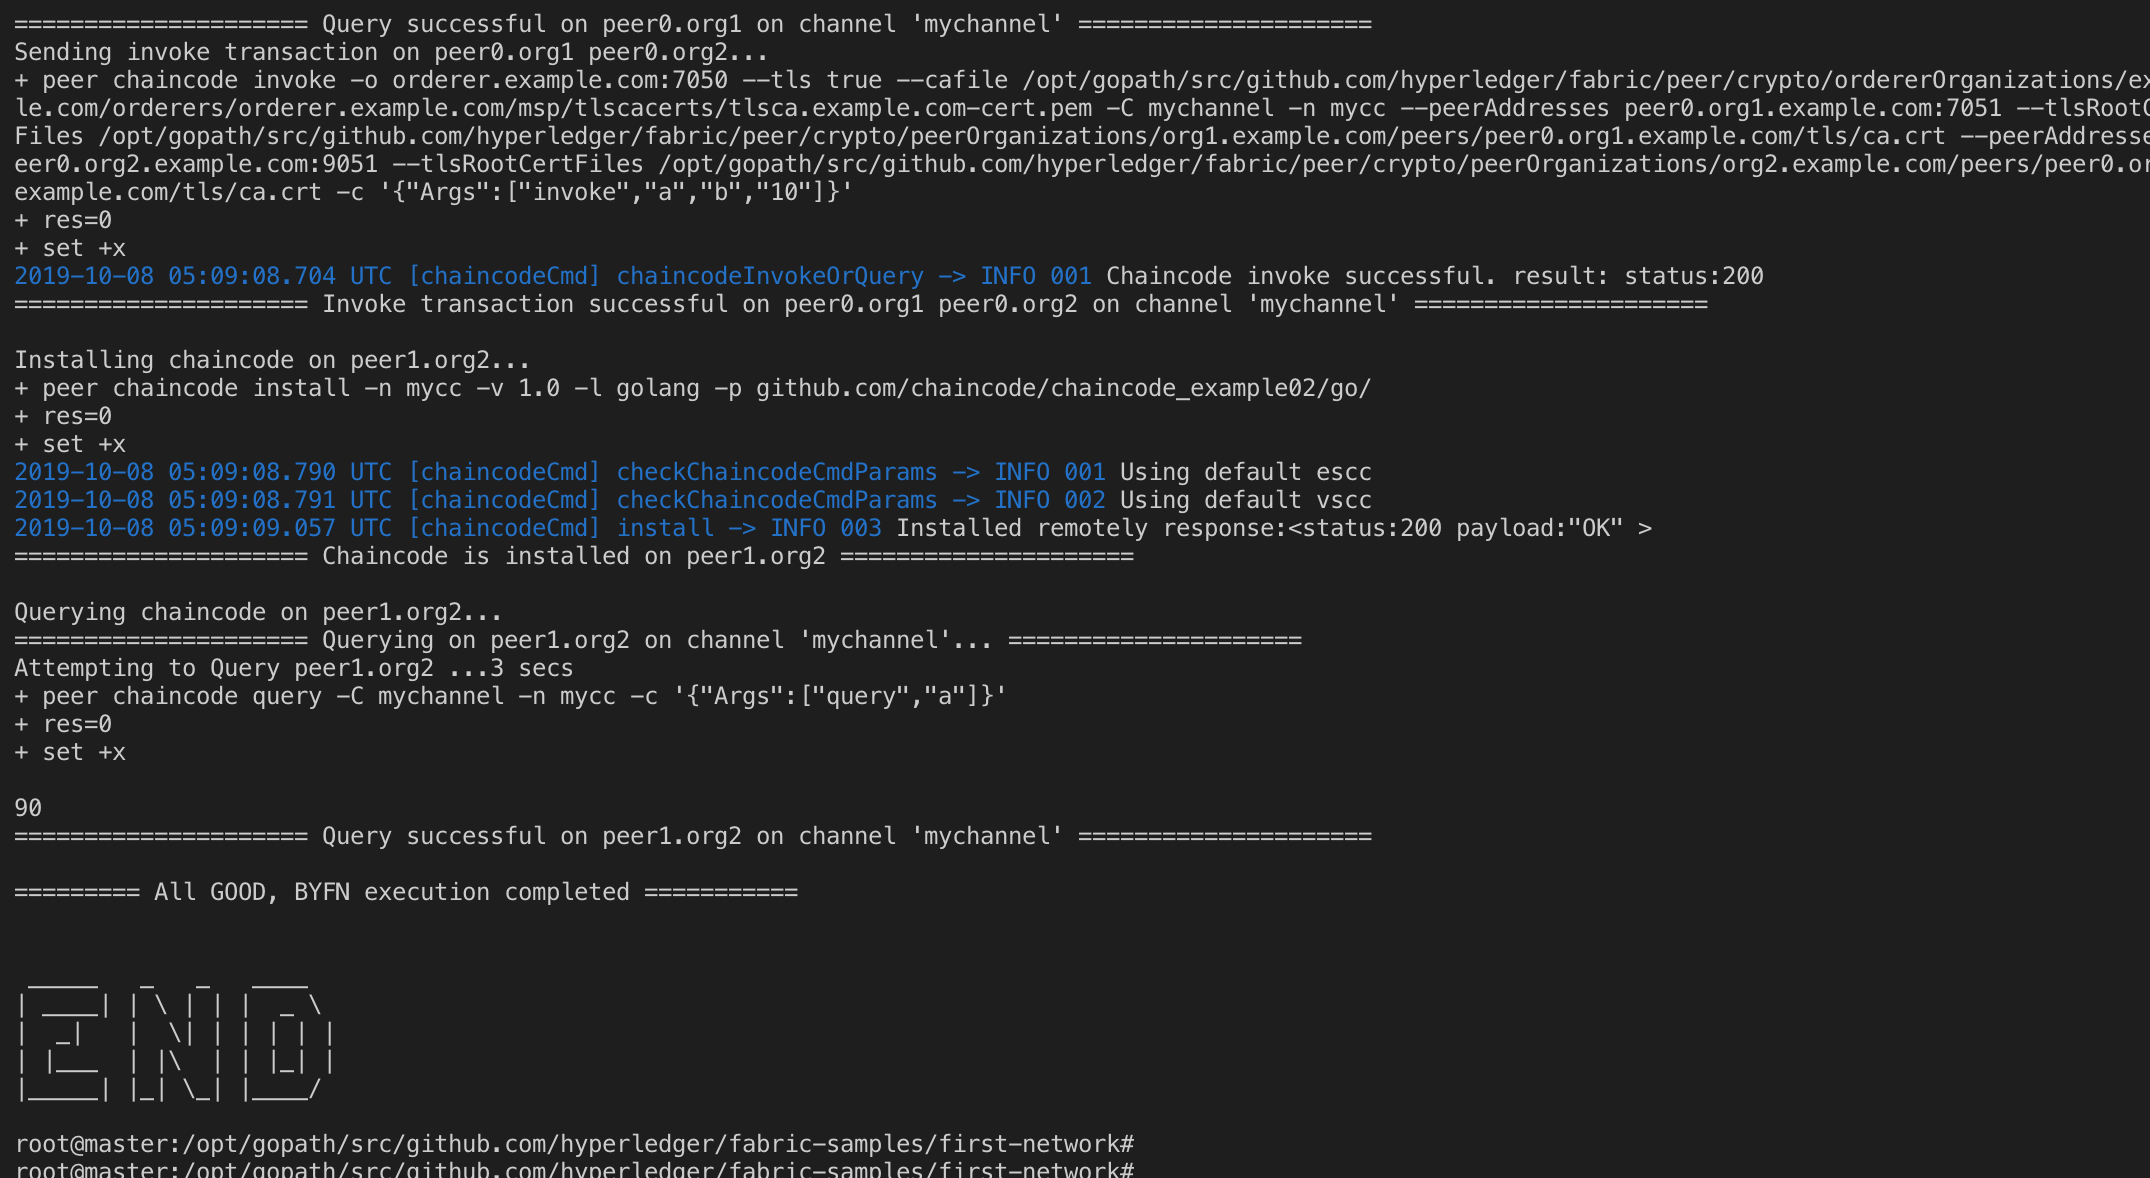 ===================== Query successful on peer0.org1 on channel 'mychannel' =====================
Sending invoke transaction on peer0.org1 peer0.org2...
+ peer chaincode invoke -o orderer.example.com:7050 --tls true --cafile /opt/gopath/src/github.com/hyperledger/fabric/peer/crypto/ordererOrganizations/ex
le.com/orderers/orderer.example.com/msp/tlscacerts/tlsca.example.com-cert.pem -C mychannel -n mycc --peerAddresses peer0.org1.example.com:7051 --tlsRootC
Files /opt/gopath/src/github.com/hyperledger/fabric/peer/crypto/peerOrganizations/org1.example.com/peers/peer0.org1.example.com/tls/ca.crt --peerAddresse
eer0.org2.example.com:9051 --tlsRootCertFiles /opt/gopath/src/github.com/hyperledger/fabric/peer/crypto/peerOrganizations/org2.example.com/peers/peer0.or
example.com/tls/ca.crt -c '{"Args":["invoke","a","b","10"]}'
+ res=0
+ set +x
2019-10-08 05:09:08.704 UTC [chaincodeCmd] chaincodeInvokeOrQuery -> INFO 001 Chaincode invoke successful. result: status:200
===================== Invoke transaction successful on peer0.org1 peer0.org2 on channel 'mychannel' =====================
Installing chaincode on peer1.org2...
+ peer chaincode install -n mycc -v 1.0 -l golang -p github.com/chaincode/chaincode_example02/go/
+ res=0
+ set +x
2019-10-08 05:09:08.790 UTC [chaincodeCmd] checkChaincodeCmdParams -> INFO 001 Using default escc
2019-10-08 05:09:08.791 UTC [chaincodeCmd] checkChaincodeCmdParams -> INFO 002 Using default vscc
2019-10-08 05:09:09.057 UTC [chaincodeCmd] install -> INFO 003 Installed remotely response:<status:200 payload:"OK" >
===================== Chaincode is installed on peer1.org2 =====================
Querying chaincode on peer1.org2...
===================== Querying on peer1.org2 on channel 'mychannel'... =====================
Attempting to Query peer1.org2 ...3 secs
+ peer chaincode query -C mychannel -n mycc -c '{"Args":["query","a"]}'
+ res=0
+ set +x
90
===================== Query successful on peer1.org2 on channel 'mychannel' =====================
========= All GOOD, BYFN execution completed ===========
END
root@master:/opt/gopath/src/github.com/hyperledger/fabric-samples/first-network#
root@master:/opt/gopath/src/github.com/hyperledger/fabric-samples/first-network#